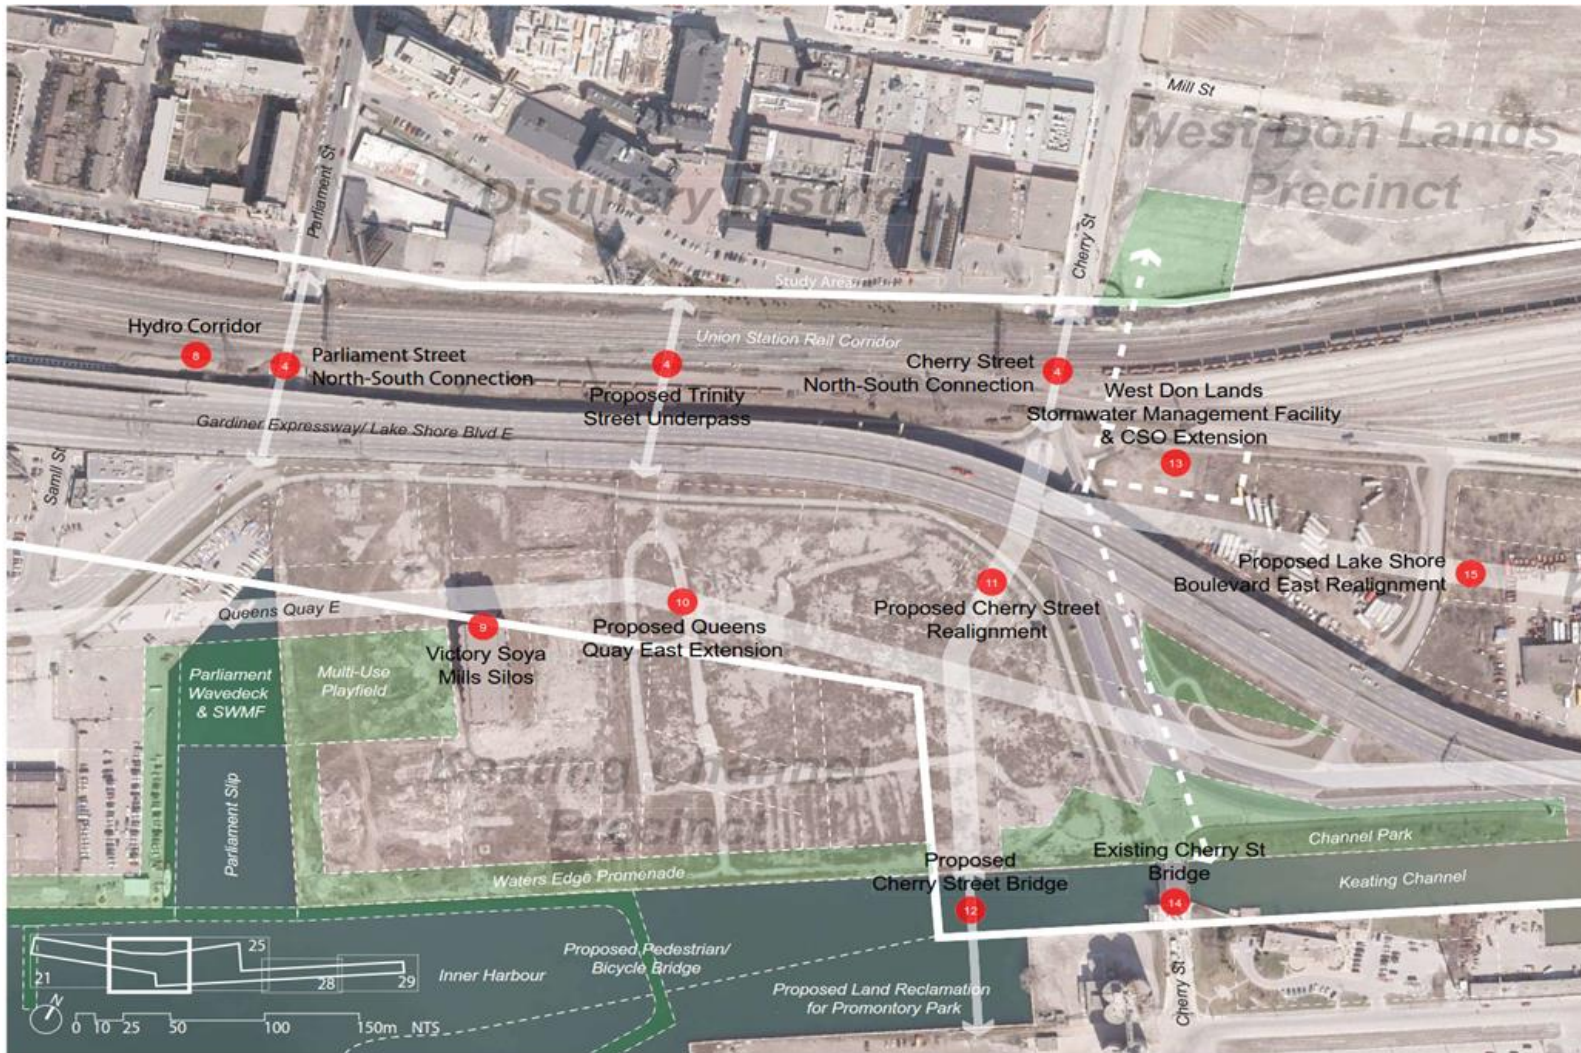 Mill St
West Don Lands
Precinct
Parliament St
Distillery District
Cherry St
Study Area
Hydro Corridor
8
4
Parliament Street
North-South Connection
Union Station Rail Corridor
4
Proposed Trinity
Street Underpass
Cherry Street
North-South Connection
4
West Don Lands
Stormwater Management Facility
& CSO Extension
13
Gardiner Expressway/ Lake Shore Blvd E
Proposed Lake Shore
Boulevard East Realignment
15
Queens Quay E
9
Victory Soya
Mills Silos
10
Proposed Queens
Quay East Extension
11
Proposed Cherry Street
Realignment
Parliament
Wavedeck
& SWMF
Multi-Use
Playfield
Keating Channel
Precinct
Parliament Slip
Waters Edge Promenade
Proposed
Cherry Street Bridge
12
Existing Cherry St
Bridge
14
Channel Park
Keating Channel
Cherry St
Inner Harbour
Proposed Pedestrian/
Bicycle Bridge
Proposed Land Reclamation
for Promontory Park
21
25
28
29
N
0 10 25 50 100 150m NTS